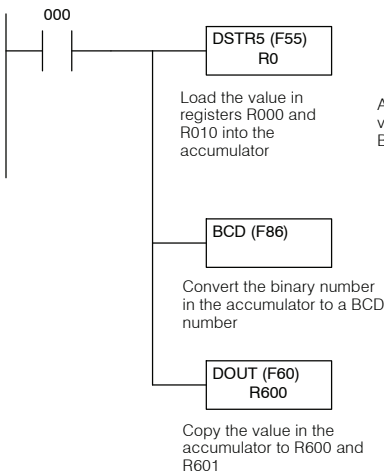 000
DSTR5 (F55)
R0
Load the value in
registers R000 and
R010 into the
accumulator
A
v
E
BCD (F86)
Convert the binary number
in the accumulator to a BCD
number
DOUT (F60)
R600
Copy the value in the
accumulator to R600 and
R601